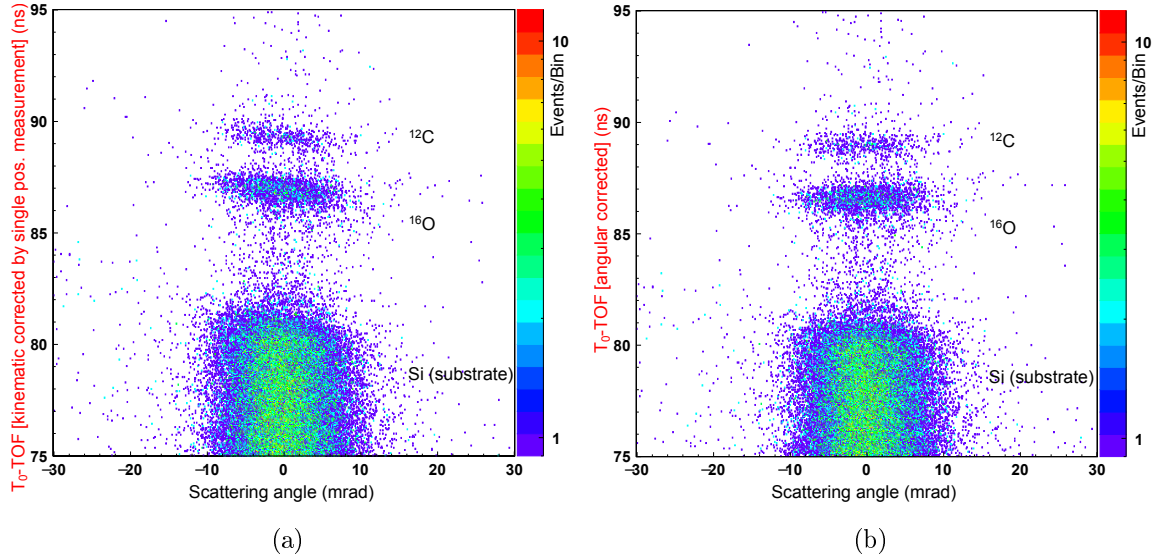 T₀-TOF [kinematic corrected by single pos. measurement] (ns)
95
90
85
80
75
−30
−20
−10
0
10
20
30
Scattering angle (mrad)
¹²C
¹⁶O
Si (substrate)
10
1
Events/Bin
(a)
T₀-TOF [angular corrected] (ns)
95
90
85
80
75
−30
−20
−10
0
10
20
30
Scattering angle (mrad)
¹²C
¹⁶O
Si (substrate)
10
1
Events/Bin
(b)